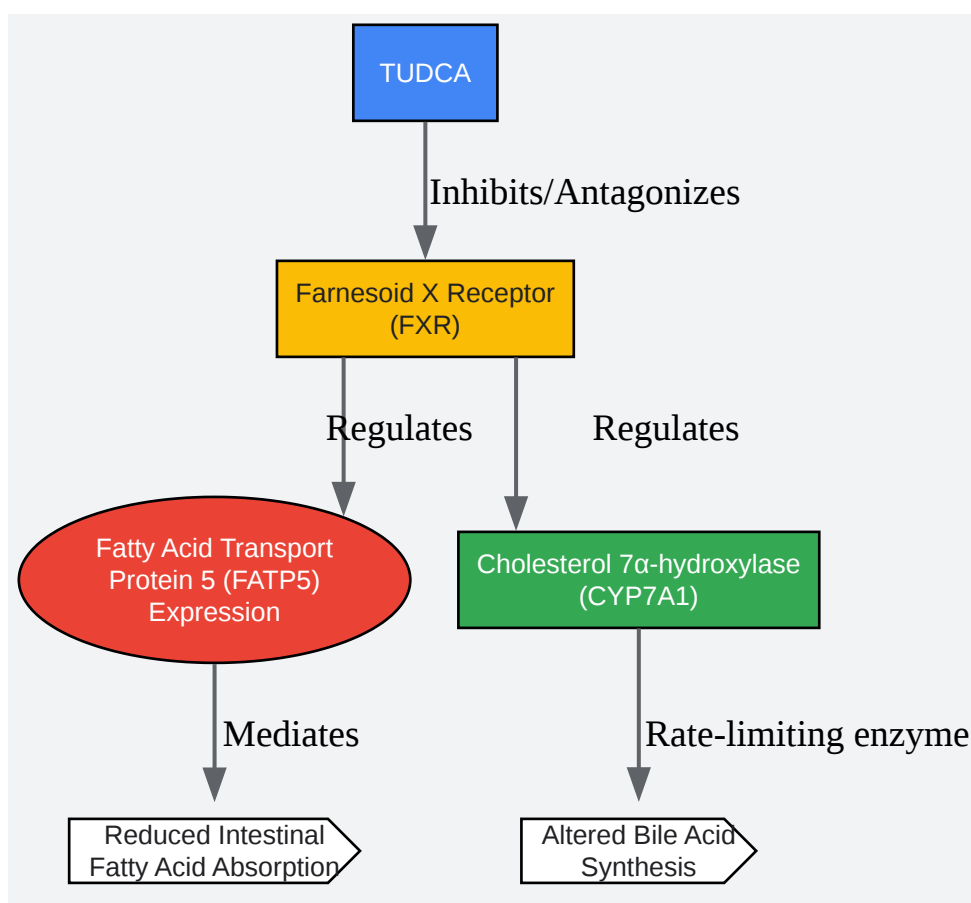 TUDCA
Inhibits/Antagonizes
Farnesoid X Receptor
(FXR)
Regulates
Regulates
Fatty Acid Transport
Protein 5 (FATP5)
Expression
Cholesterol 7α-hydroxylase
(CYP7A1)
Mediates
Rate-limiting enzyme
Reduced Intestinal
Fatty Acid Absorption
Altered Bile Acid
Synthesis